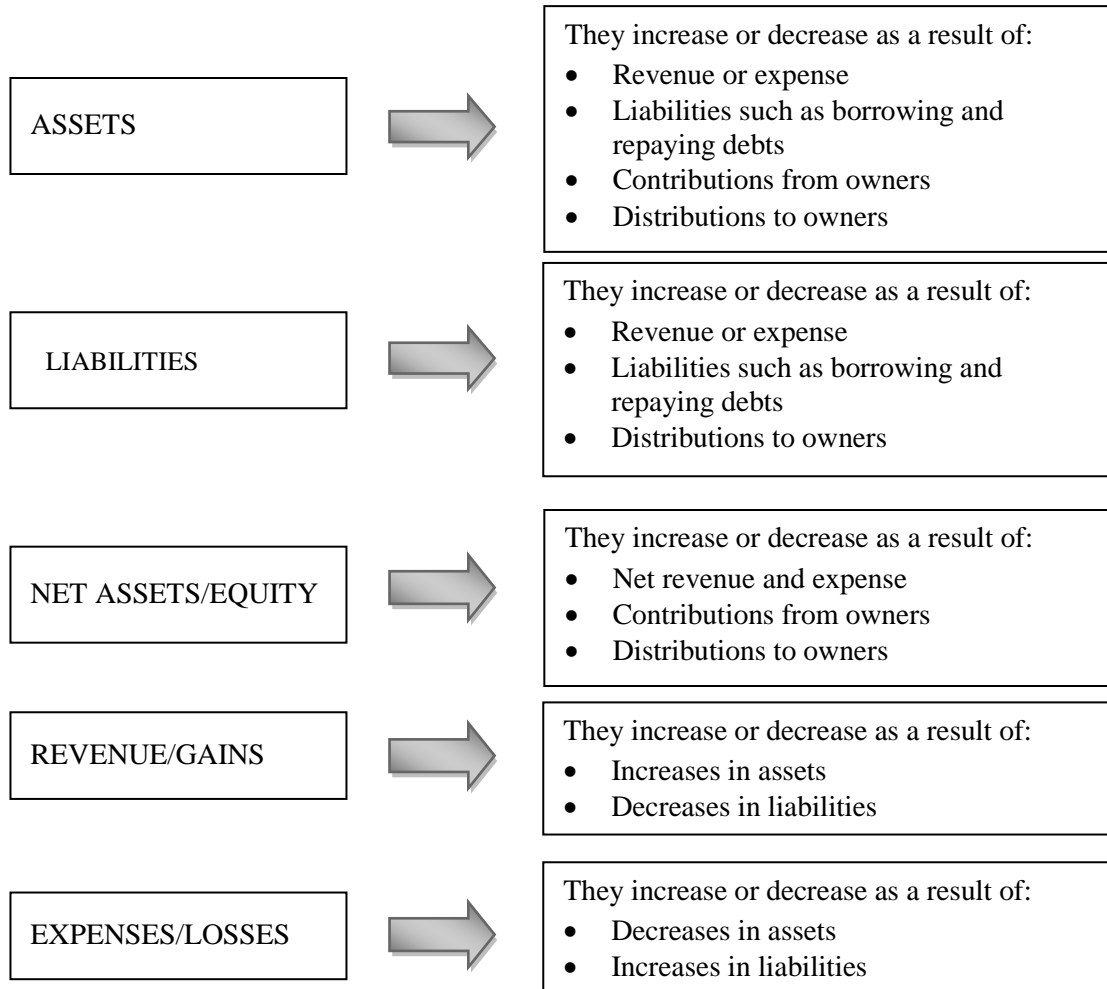 ASSETS
They increase or decrease as a result of:
• Revenue or expense
• Liabilities such as borrowing and
repaying debts
• Contributions from owners
• Distributions to owners
LIABILITIES
They increase or decrease as a result of:
• Revenue or expense
• Liabilities such as borrowing and
repaying debts
• Distributions to owners
NET ASSETS/EQUITY
They increase or decrease as a result of:
• Net revenue and expense
• Contributions from owners
• Distributions to owners
REVENUE/GAINS
They increase or decrease as a result of:
• Increases in assets
• Decreases in liabilities
EXPENSES/LOSSES
They increase or decrease as a result of:
• Decreases in assets
• Increases in liabilities